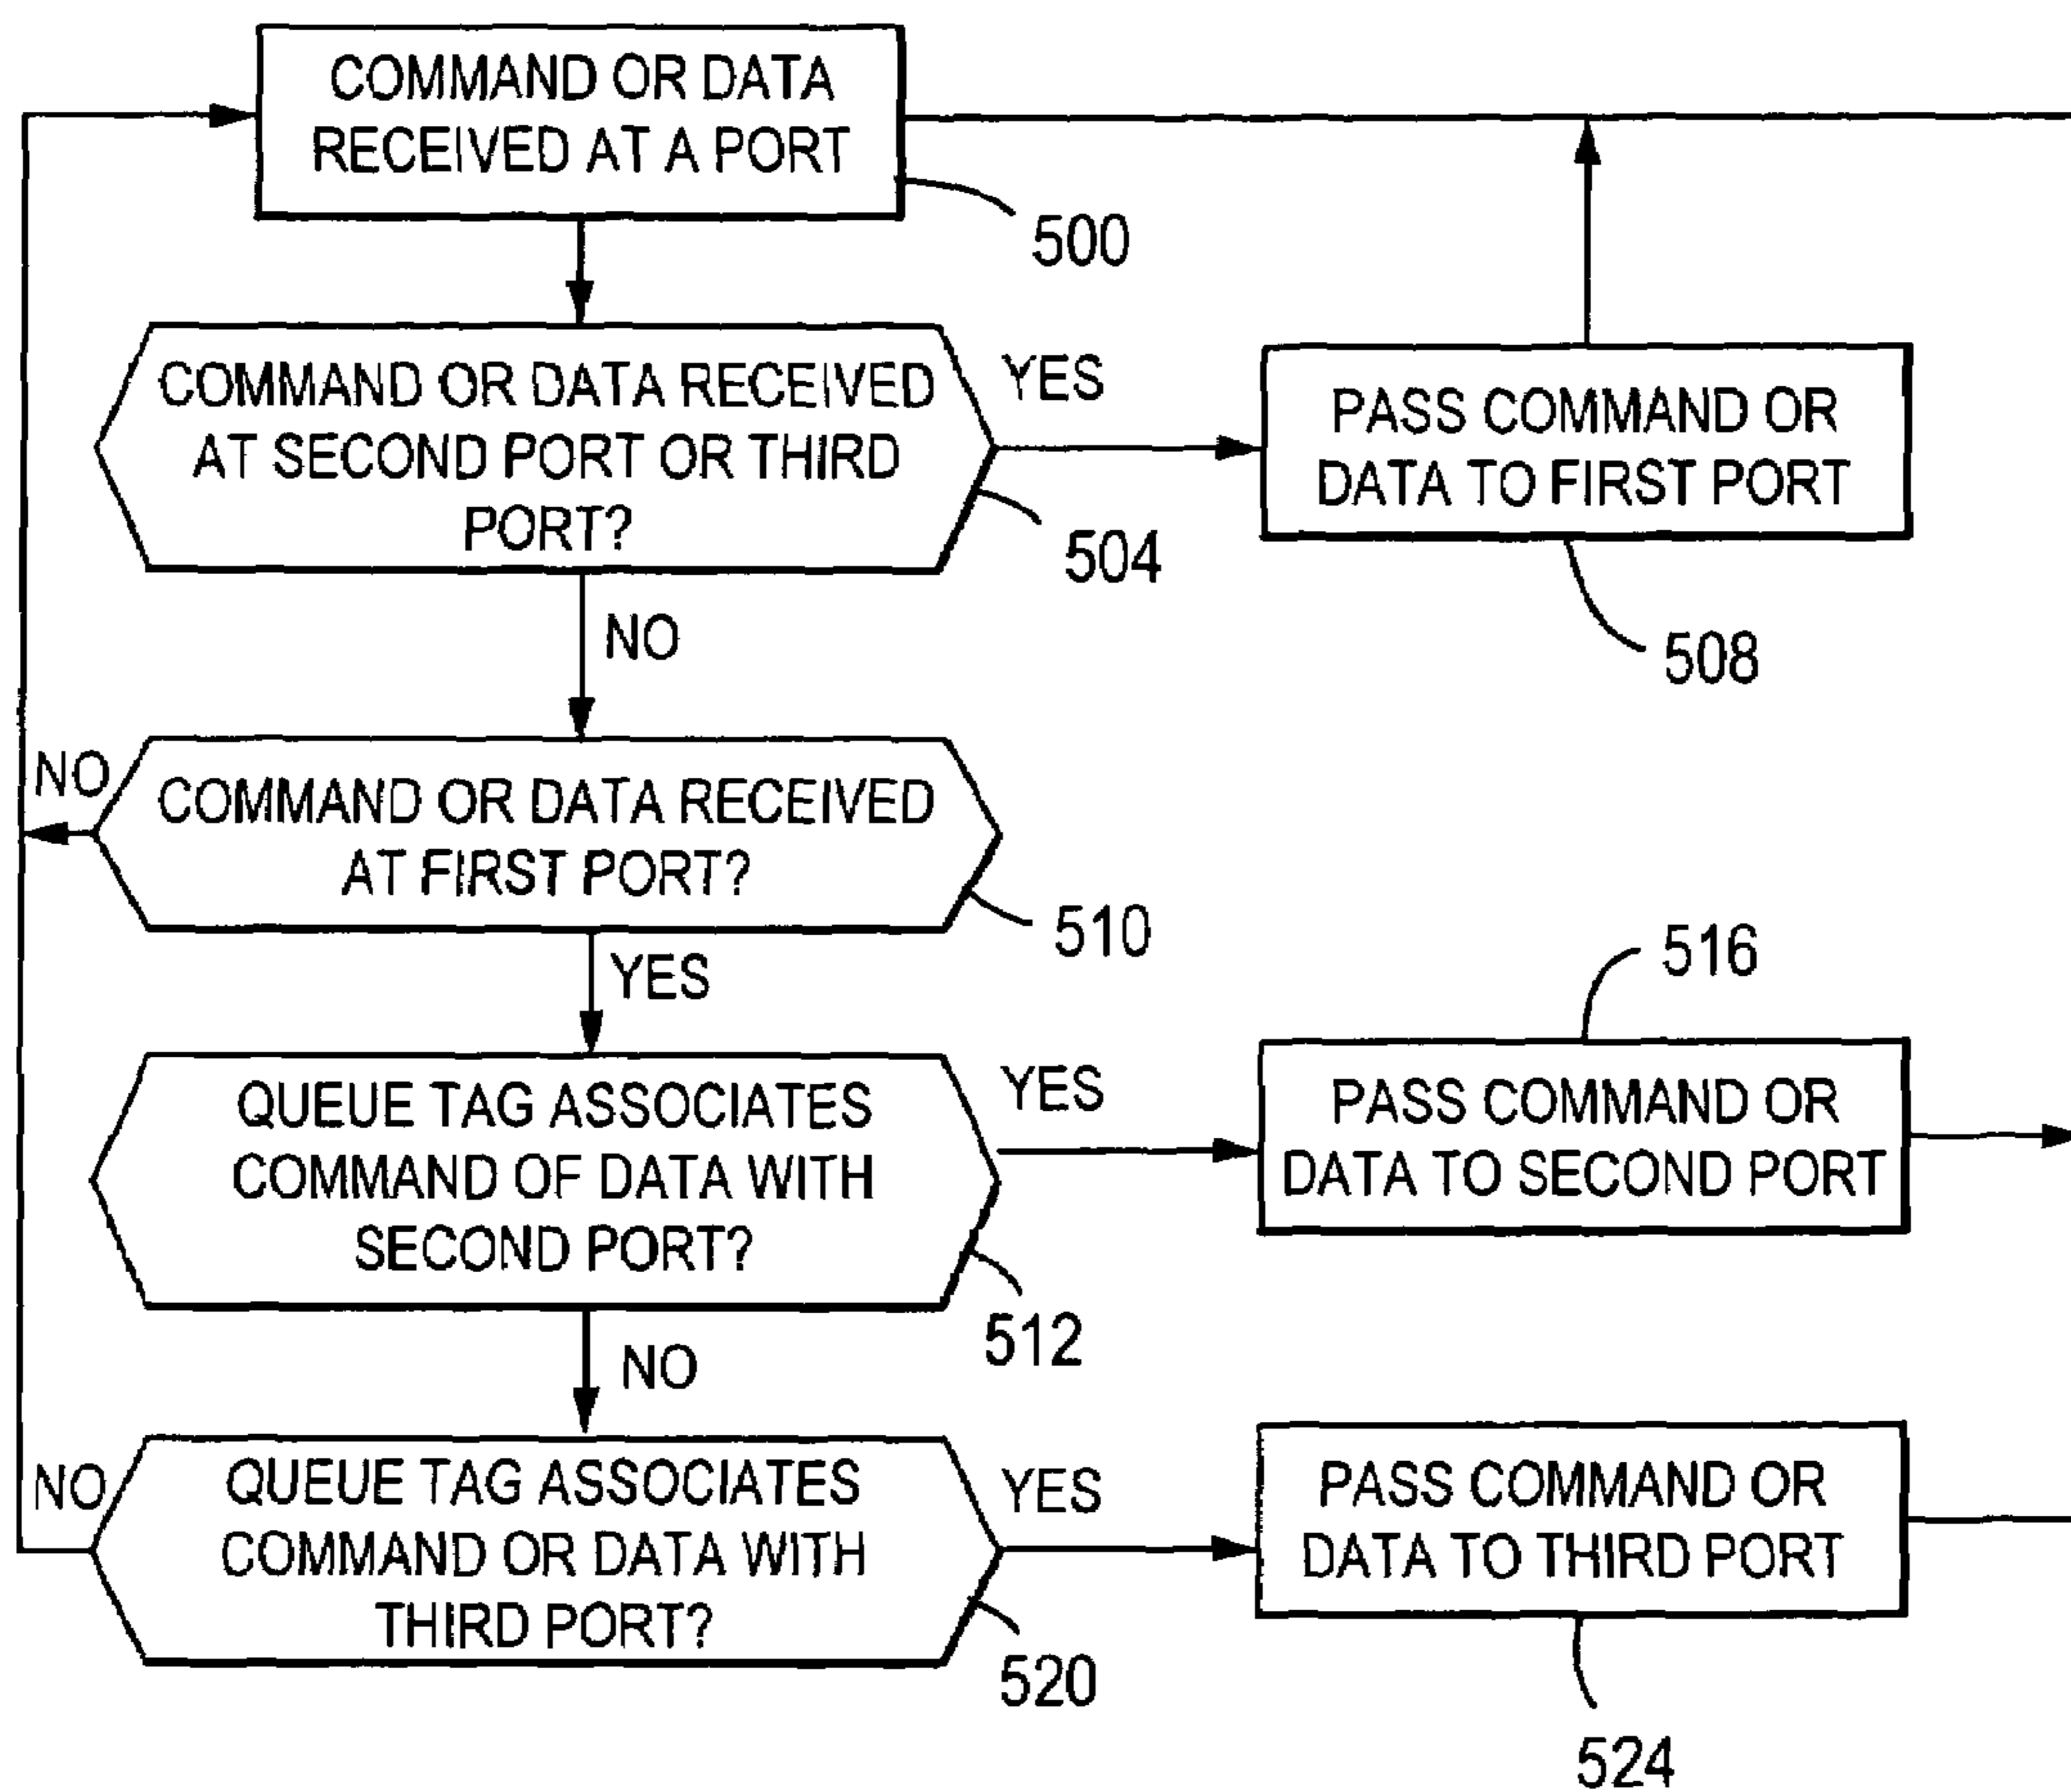 COMMAND OR DATA
RECEIVED AT A PORT
500
COMMAND OR DATA RECEIVED
AT SECOND PORT OR THIRD
PORT?
504
YES
PASS COMMAND OR
DATA TO FIRST PORT
508
NO
COMMAND OR DATA RECEIVED
AT FIRST PORT?
510
NO
YES
QUEUE TAG ASSOCIATES
COMMAND OF DATA WITH
SECOND PORT?
512
YES
PASS COMMAND OR
DATA TO SECOND PORT
516
NO
QUEUE TAG ASSOCIATES
COMMAND OR DATA WITH
THIRD PORT?
520
NO
YES
PASS COMMAND OR
DATA TO THIRD PORT
524